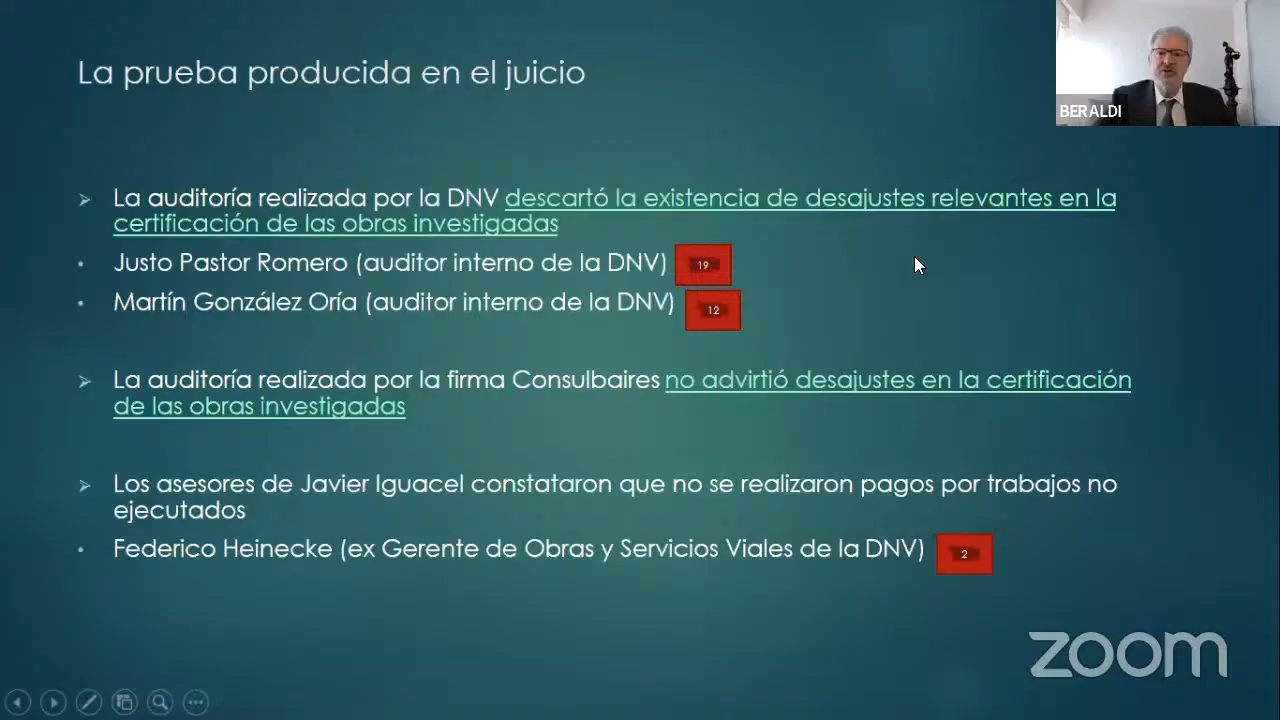 La prueba producida en el juicio
BERALDI
La auditoría realizada por la DNV descartó la existencia de desajustes relevantes en la
certificación de las obras investigadas
Justo Pastor Romero (auditor interno de la DNV)
19
Martín González Oría (auditor interno de la DNV)
12
La auditoría realizada por la firma Consulbaires no advirtió desajustes en la certificación
de las obras investigadas
Los asesores de Javier Iguacel constataron que no se realizaron pagos por trabajos no
ejecutados
Federico Heinecke (ex Gerente de Obras y Servicios Viales de la DNV)
2
zoom